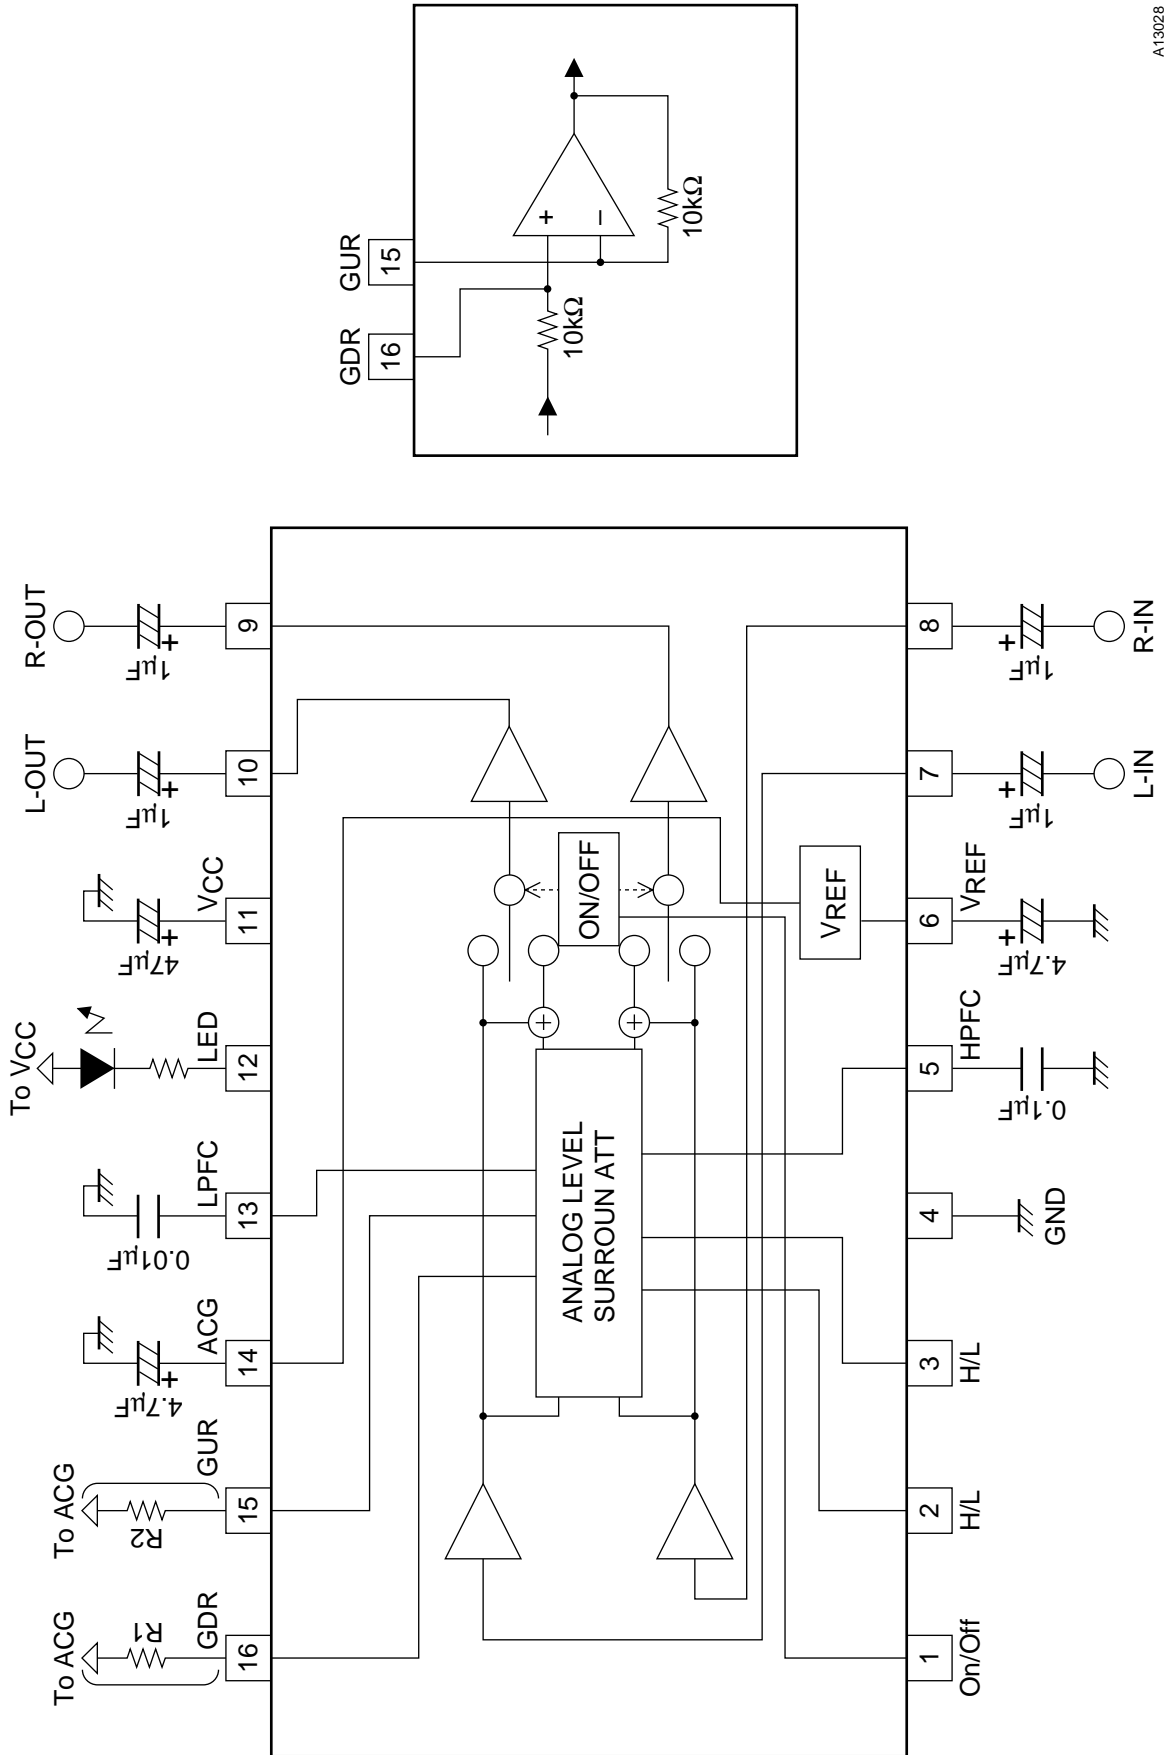 To ACG
R1
GDR
16
To ACG
R2
GUR
15
4.7µF
ACG
14
0.01µF
LPFC
13
To VCC
LED
12
47µF
VCC
11
L-OUT
1µF
10
R-OUT
1µF
9
ANALOG LEVEL
SURROUN ATT
ON/OFF
VREF
1
On/Off
2
H/L
3
H/L
4
GND
5
HPFC
0.1µF
6
VREF
4.7µF
7
1µF
L-IN
8
1µF
R-IN
GDR
16
GUR
15
10kΩ
+
−
10kΩ
A13028